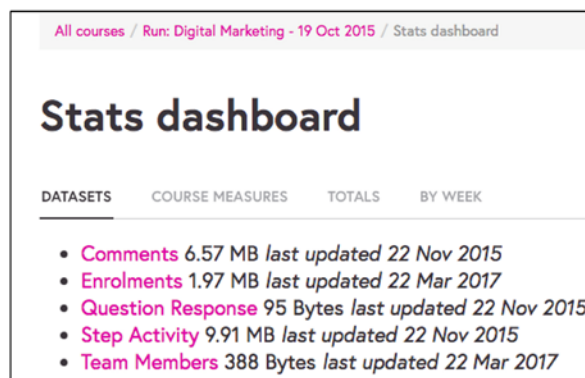 All courses / Run: Digital Marketing - 19 Oct 2015 / Stats dashboard
Stats dashboard
DATASETS COURSE MEASURES TOTALS BY WEEK
• Comments 6.57 MB last updated 22 Nov 2015
• Enrolments 1.97 MB last updated 22 Mar 2017
• Question Response 95 Bytes last updated 22 Nov 2015
• Step Activity 9.91 MB last updated 22 Nov 2015
• Team Members 388 Bytes last updated 22 Mar 2017